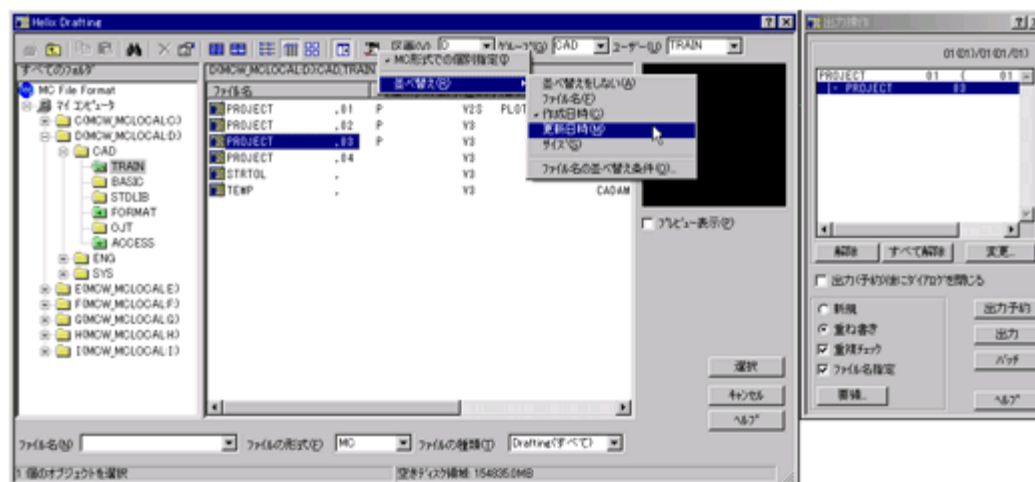 Helix Drafting
区画(V) D グループ(G) CAD ユーザー(U) TRAIN
すべてのフォルダ
MC File Format
マイ コンピュータ
C(MCW_MCLOCAL:C)
D(MCW_MCLOCAL:D)
CAD
TRAIN
BASIC
STDLIB
FORMAT
OJT
ACCESS
ENG
SYS
E(MCW_MCLOCAL:E)
F(MCW_MCLOCAL:F)
G(MCW_MCLOCAL:G)
H(MCW_MCLOCAL:H)
I(MCW_MCLOCAL:I)
D(MCW_MCLOCAL:D):CAD,TRAIN
ファイル名
PROJECT ,01 P V2S PLOT
PROJECT ,02 P V3
PROJECT ,03 P V3
PROJECT ,04 V3
STRTOL , V3
TEMP , V3 CADAM
MC形式での個別指定
並べ替え(R)
並べ替えをしない(A)
ファイル名(F)
作成日時(C)
更新日時(M)
サイズ(S)
ファイル名の並べ替え条件(O)...
プレビュー表示(P)
選択
キャンセル
ヘルプ
ファイル名(N) ファイルの形式(F) MC ファイルの種類(T) Drafting(すべて)
1 個のオブジェクトを選択 空きディスク領域: 154835.0MB
出力操作
01(01)/01(01/01)
PROJECT 01 ( 01
|- PROJECT 03
解除 すべて解除 変更...
出力(予約)後にダイアログを閉じる
新規
重ね書き
重複チェック
ファイル名指定
要領...
出力予約
出力
バッチ
ヘルプ